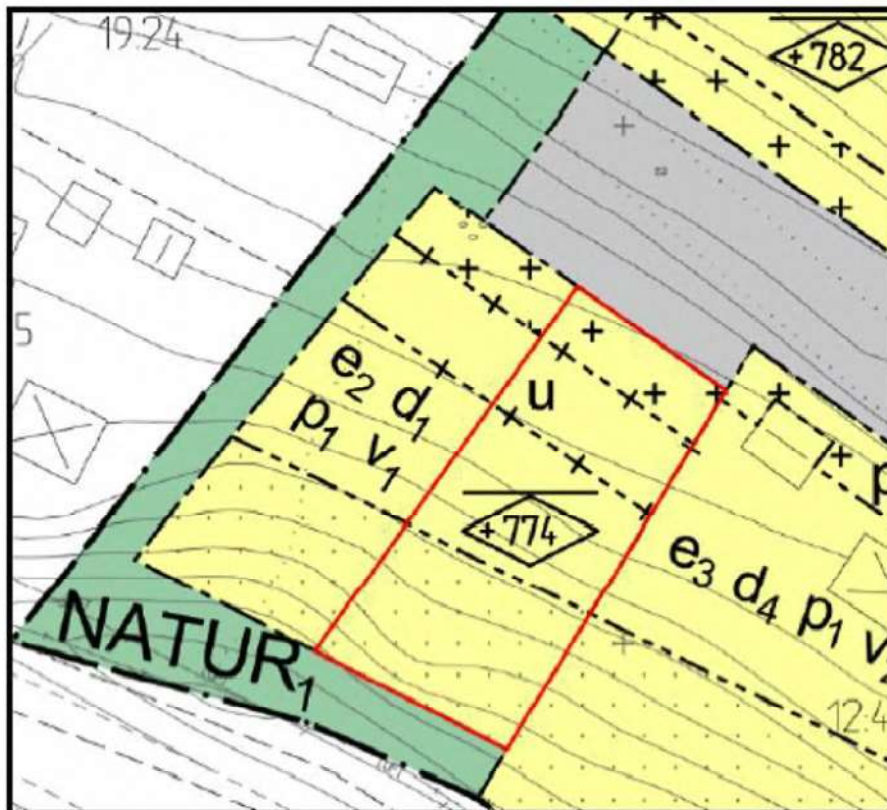 19.24
+782
5
e₂ d₁
p₁ v₁
u
+774
e₃ d₄ p₁ v
p
NATUR₁
12:4